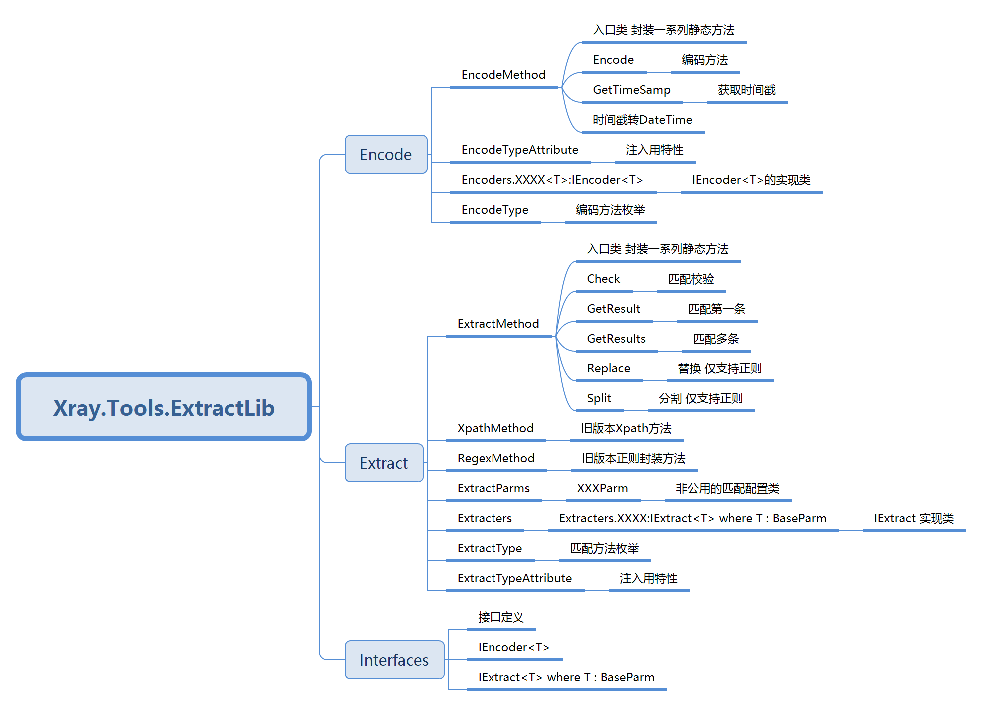 Xray.Tools.ExtractLib
Encode
EncodeMethod
入口类 封装一系列静态方法
Encode 编码方法
GetTimeSamp 获取时间戳
时间戳转DateTime
EncodeTypeAttribute 注入用特性
Encoders.XXXX<T>:IEncoder<T> IEncoder<T>的实现类
EncodeType 编码方法枚举
Extract
ExtractMethod
入口类 封装一系列静态方法
Check 匹配校验
GetResult 匹配第一条
GetResults 匹配多条
Replace 替换 仅支持正则
Split 分割 仅支持正则
XpathMethod 旧版本Xpath方法
RegexMethod 旧版本正则封装方法
ExtractParms XXXParm 非公用的匹配配置类
Extracters Extracters.XXXX:IExtract<T> where T : BaseParm IExtract 实现类
ExtractType 匹配方法枚举
ExtractTypeAttribute 注入用特性
Interfaces
接口定义
IEncoder<T>
IExtract<T> where T : BaseParm